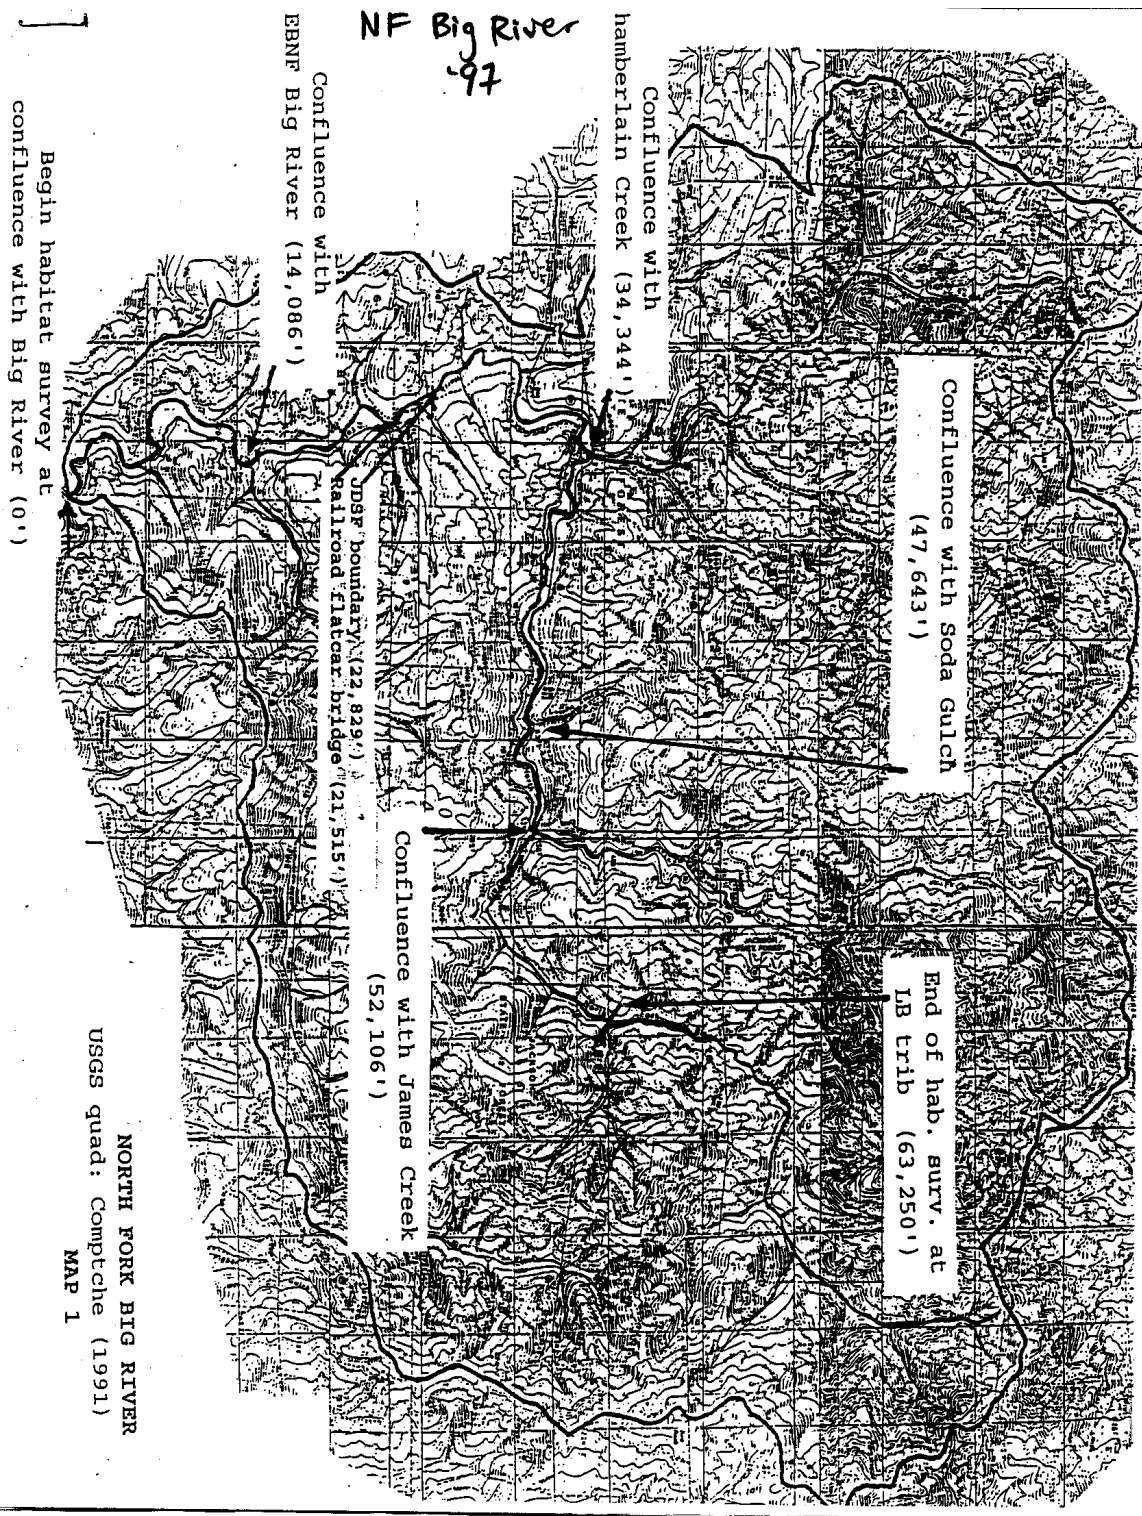 NF Big River
-97
hamberlain Creek (34,344')
Confluence with
EBNF Big River (14,086')
Confluence with
Begin habitat survey at
confluence with Big River (0')
Confluence with Soda Gulch
(47,643')
JDSF boundary (22,829')
Railroad flatcar bridge (21,515')
Confluence with James Creek
(52,106')
End of hab. surv. at
LB trib (63,250')
NORTH FORK BIG RIVER
USGS quad: Comptche (1991)
MAP 1